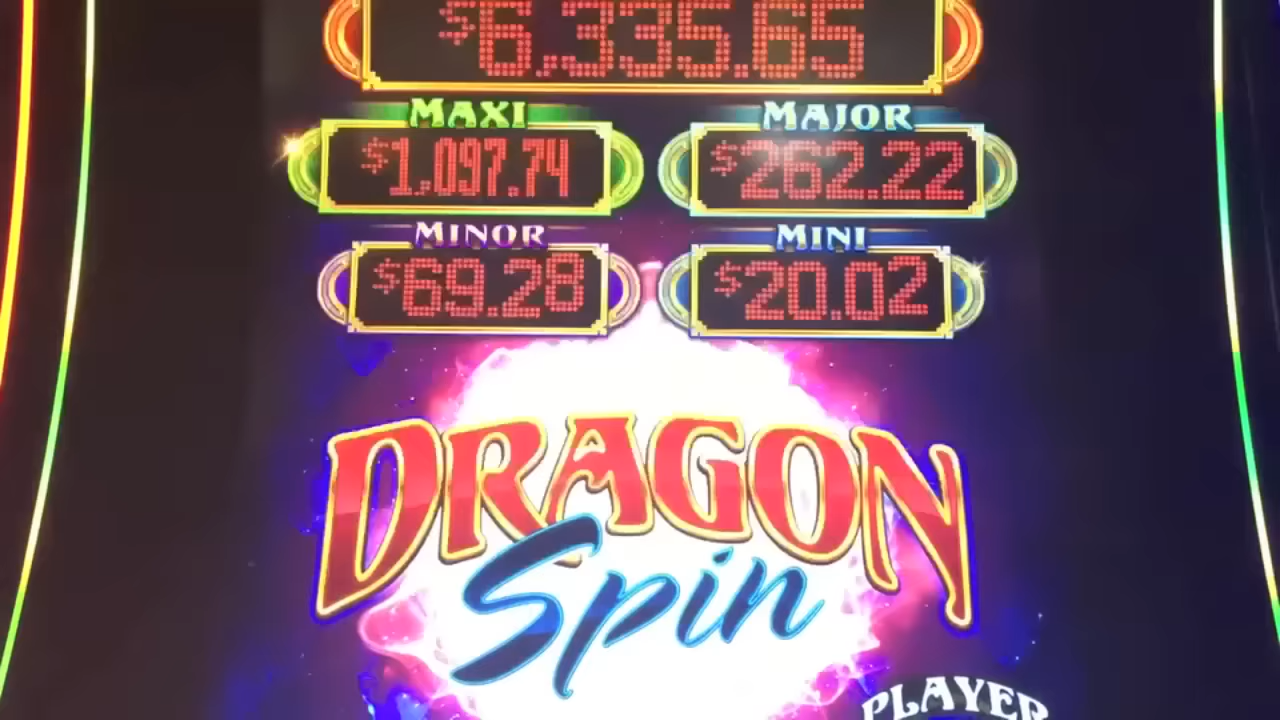 $6,335.65
MAXI MAJOR
$1,097.74 $262.22
MINOR MINI
$69.28 $20.02
DRAGON
Spin
PLAYER